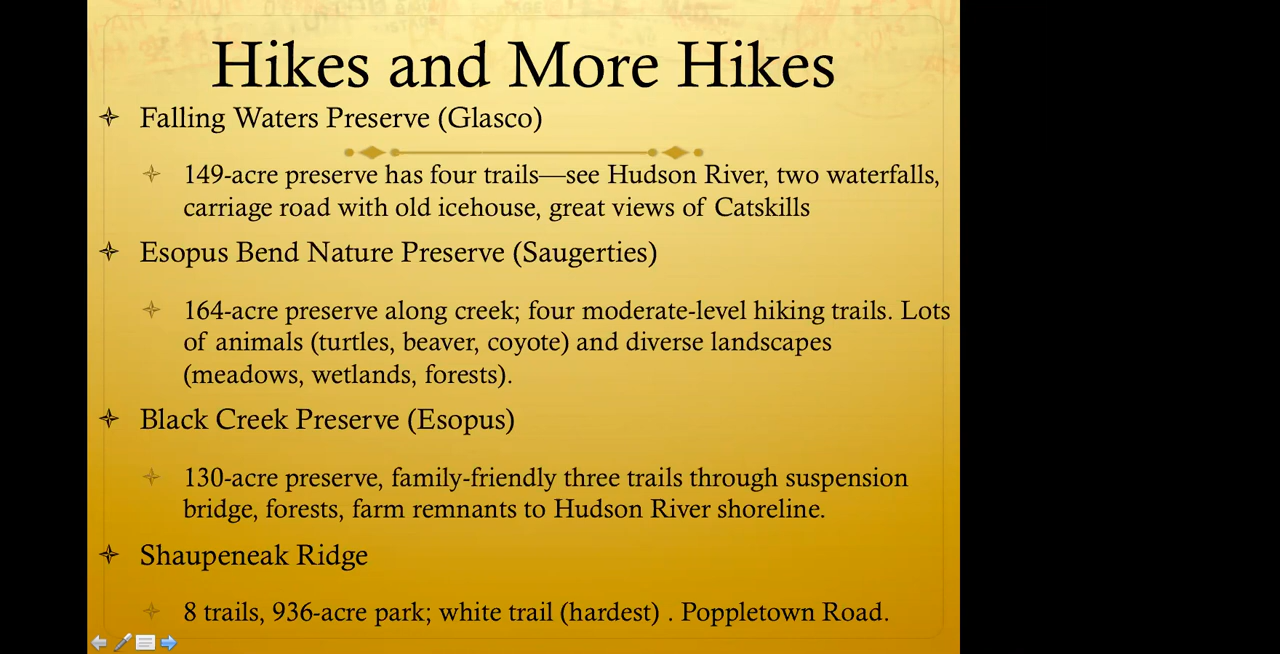 Hikes and More Hikes
Falling Waters Preserve (Glasco)
149-acre preserve has four trails—see Hudson River, two waterfalls,
carriage road with old icehouse, great views of Catskills
Esopus Bend Nature Preserve (Saugerties)
164-acre preserve along creek; four moderate-level hiking trails. Lots
of animals (turtles, beaver, coyote) and diverse landscapes
(meadows, wetlands, forests).
Black Creek Preserve (Esopus)
130-acre preserve, family-friendly three trails through suspension
bridge, forests, farm remnants to Hudson River shoreline.
Shaupeneak Ridge
8 trails, 936-acre park; white trail (hardest) . Poppletown Road.